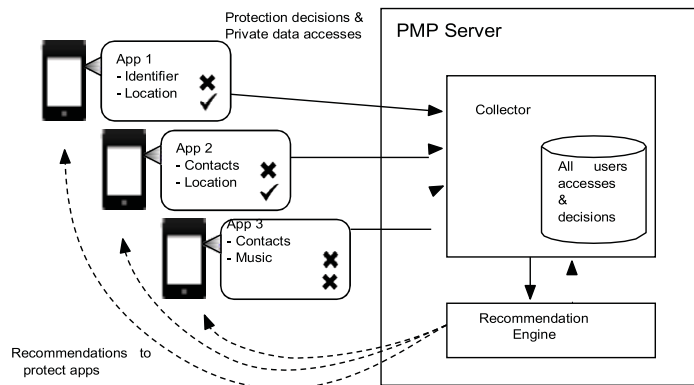 Protection decisions &
Private data accesses
PMP Server
App 1
- Identifier
- Location
Collector
App 2
- Contacts
- Location
All users
accesses
&
decisions
App 3
- Contacts
- Music
Recommendation
Engine
Recommendations to
protect apps